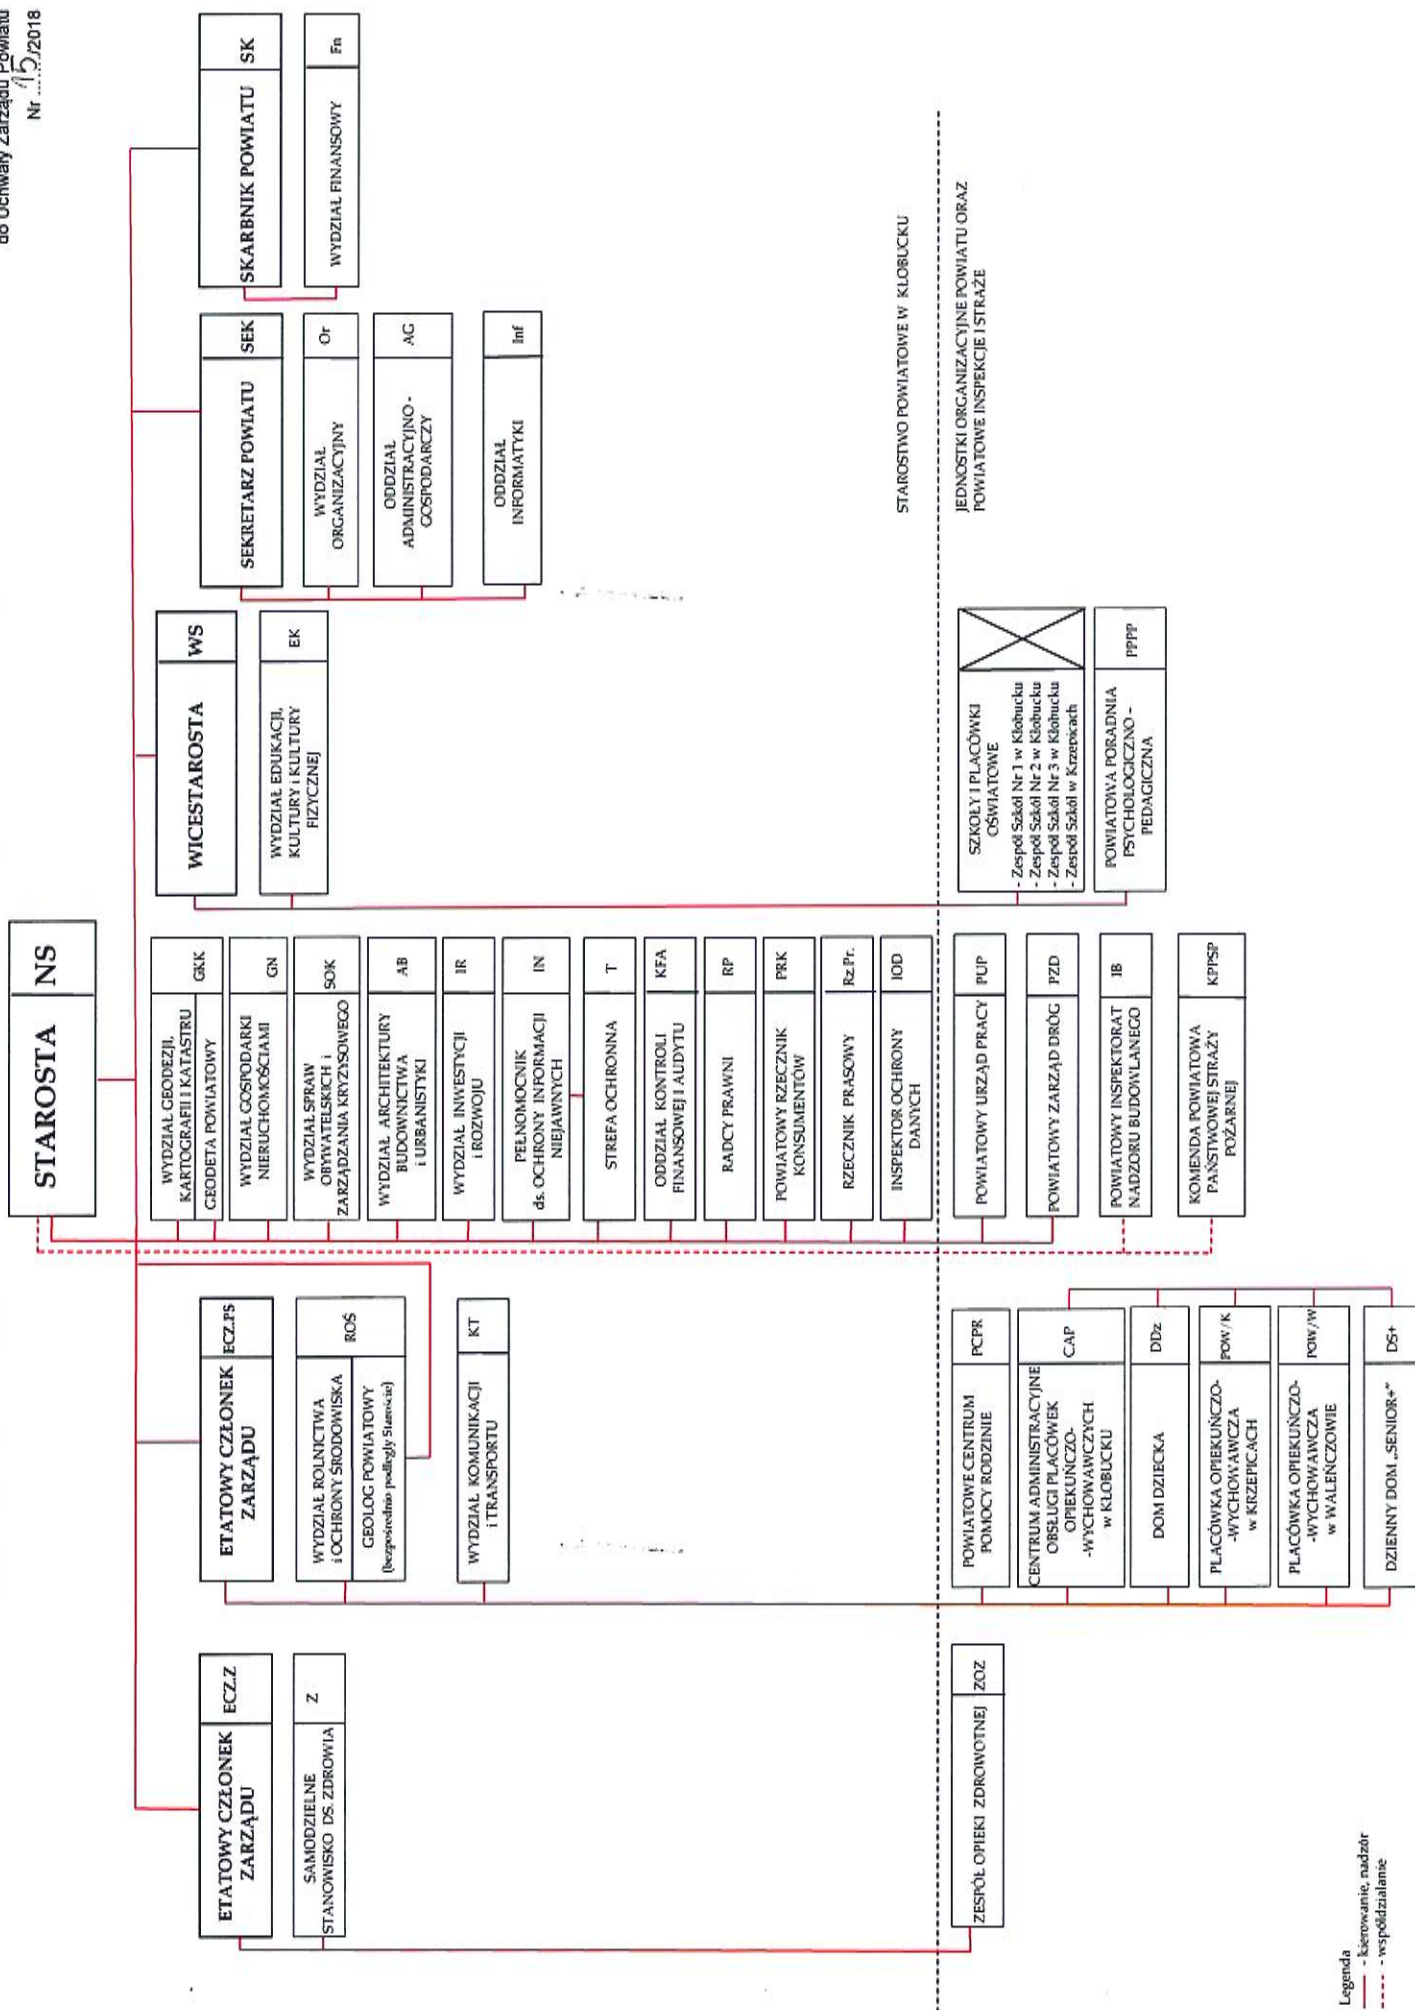 do Uchwały Zarządu Powiatu
Nr ....15..../2018
STAROSTA NS
ETATOWY CZŁONEK
ZARZĄDU
ECZ.Z
SAMODZIELNE
STANOWISKO DS. ZDROWIA
Z
ETATOWY CZŁONEK
ZARZĄDU
ECZ.PS
WYDZIAŁ ROLNICTWA
i OCHRONY ŚRODOWISKA
ROŚ
GEOLOG POWIATOWY
(bezpośrednio podległy Staroście)
WYDZIAŁ KOMUNIKACJI
i TRANSPORTU
KT
WYDZIAŁ GEODEZJI,
KARTOGRAFII I KATASTRU
GKK
GEODETA POWIATOWY
WYDZIAŁ GOSPODARKI
NIERUCHOMOŚCIAMI
GN
WYDZIAŁ SPRAW
OBYWATELSKICH i
ZARZĄDZANIA KRYZYSOWEGO
SOK
WYDZIAŁ ARCHITEKTURY
BUDOWNICTWA
i URBANISTYKI
AB
WYDZIAŁ INWESTYCJI
i ROZWOJU
IR
PEŁNOMOCNIK
ds. OCHRONY INFORMACJI
NIEJAWNYCH
IN
STREFA OCHRONNA
T
ODDZIAŁ KONTROLI
FINANSOWEJ I AUDYTU
KFA
RADCY PRAWNI
RP
POWIATOWY RZECZNIK
KONSUMENTÓW
PRK
RZECZNIK PRASOWY
Rz.Pr.
INSPEKTOR OCHRONY
DANYCH
IOD
WICESTAROSTA
WS
WYDZIAŁ EDUKACJI,
KULTURY i KULTURY
FIZYCZNEJ
EK
SEKRETARZ POWIATU
SEK
WYDZIAŁ
ORGANIZACYJNY
Or
ODDZIAŁ
ADMINISTRACYJNO -
GOSPODARCZY
AG
ODDZIAŁ
INFORMATYKI
Inf
SKARBNIK POWIATU
SK
WYDZIAŁ FINANSOWY
Fn
STAROSTWO POWIATOWE W KŁOBUCKU
JEDNOSTKI ORGANIZACYJNE POWIATU ORAZ
POWIATOWE INSPEKCJE I STRAŻE
ZESPÓŁ OPIEKI ZDROWOTNEJ
ZOZ
POWIATOWE CENTRUM
POMOCY RODZINIE
PCPR
CENTRUM ADMINISTRACYJNE
OBSŁUGI PLACÓWEK
OPIEKUŃCZO-
-WYCHOWAWCZYCH
w KŁOBUCKU
CAP
DOM DZIECKA
DDz
PLACÓWKA OPIEKUŃCZO-
-WYCHOWAWCZA
w KRZEPICACH
POW/K
PLACÓWKA OPIEKUŃCZO-
-WYCHOWAWCZA
w WALEŃCZOWIE
POW/W
DZIENNY DOM „SENIOR+"
DS+
POWIATOWY URZĄD PRACY
PUP
POWIATOWY ZARZĄD DRÓG
PZD
POWIATOWY INSPEKTORAT
NADZORU BUDOWLANEGO
IB
KOMENDA POWIATOWA
PAŃSTWOWEJ STRAŻY
POŻARNEJ
KPPSP
SZKOŁY I PLACÓWKI
OŚWIATOWE
- Zespół Szkół Nr 1 w Kłobucku
- Zespół Szkół Nr 2 w Kłobucku
- Zespół Szkół Nr 3 w Kłobucku
- Zespół Szkół w Krzepicach
POWIATOWA PORADNIA
PSYCHOLOGICZNO -
PEDAGICZNA
PPPP
Legenda
- kierowanie, nadzór
- współdziałanie